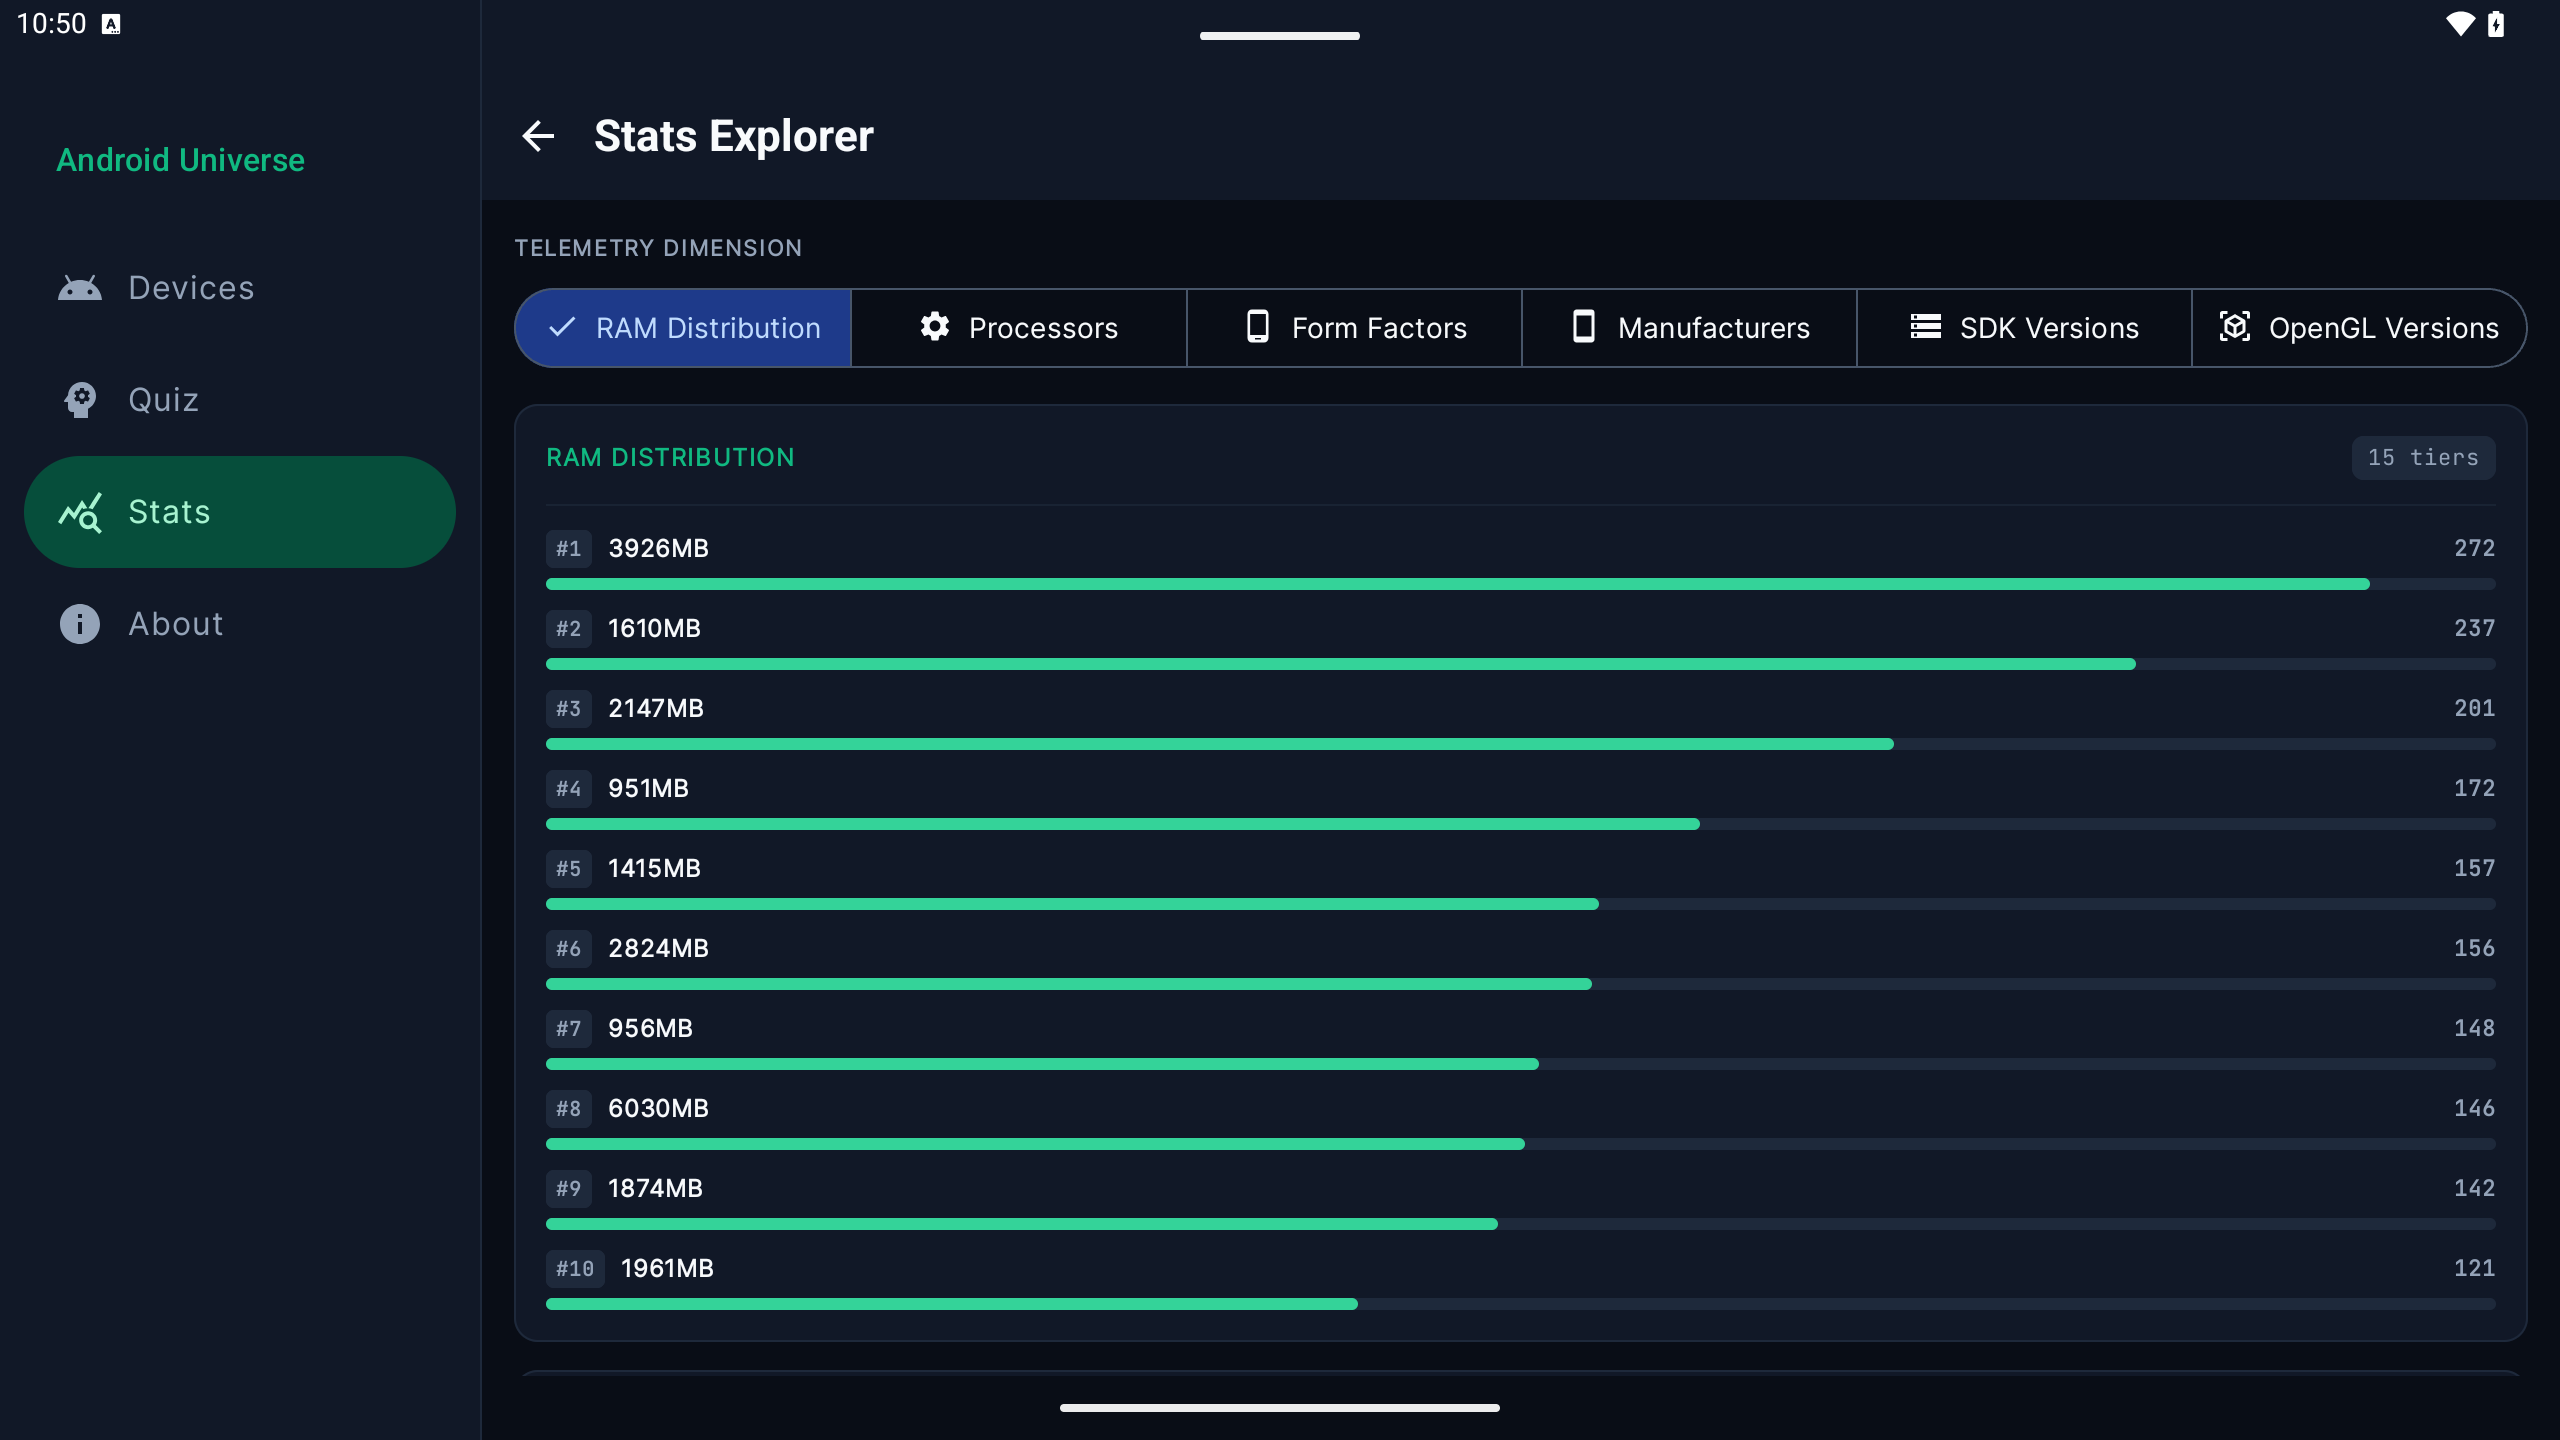 10:50
Android Universe
Devices
Quiz
Stats
About
Stats Explorer
TELEMETRY DIMENSION
RAM Distribution
Processors
Form Factors
Manufacturers
SDK Versions
OpenGL Versions
RAM DISTRIBUTION
15 tiers
#1 3926MB 272
#2 1610MB 237
#3 2147MB 201
#4 951MB 172
#5 1415MB 157
#6 2824MB 156
#7 956MB 148
#8 6030MB 146
#9 1874MB 142
#10 1961MB 121